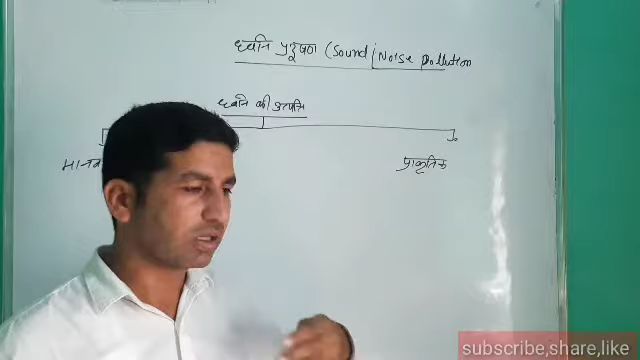 ध्वनि प्रदूषण (Sound/Noise Pollution
ध्वनि की उत्पत्ति
मानव
प्राकृतिक
subscribe,share,like